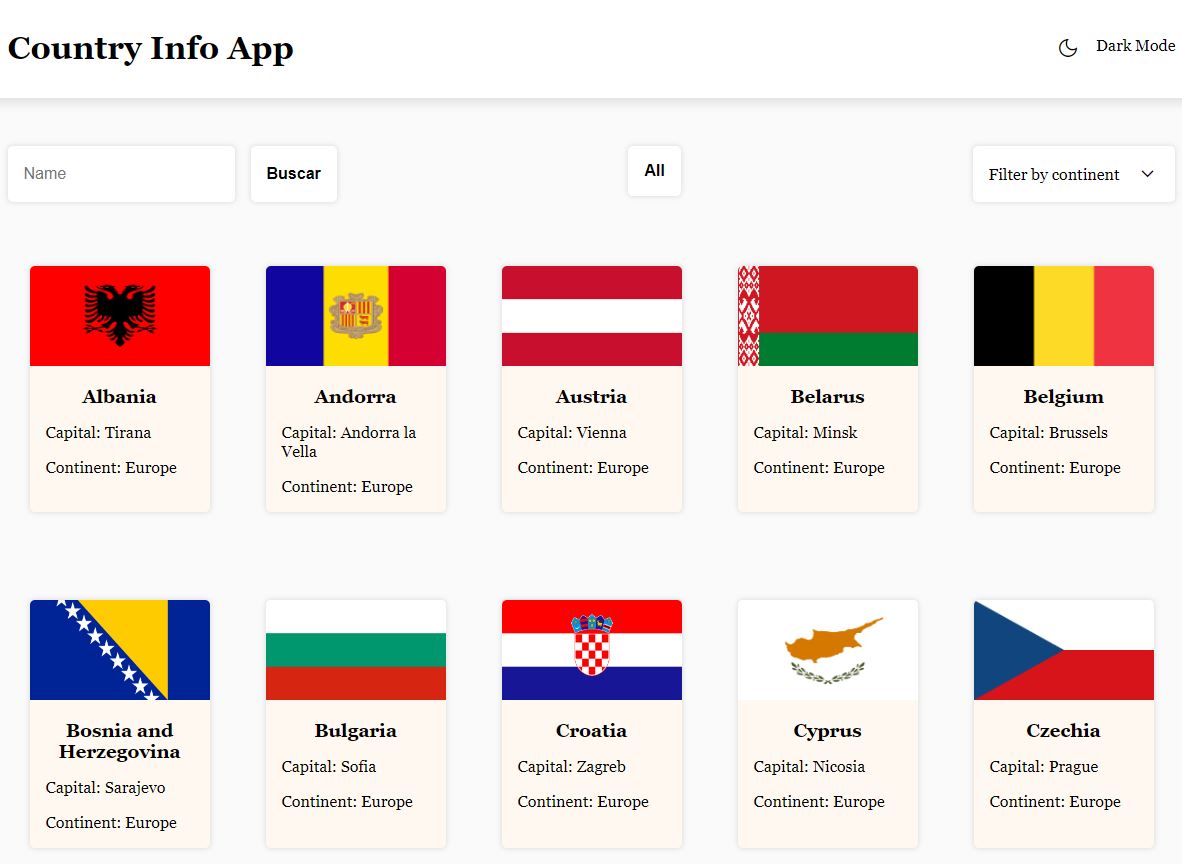 Country Info App
Dark Mode
Name
Buscar
All
Filter by continent
Albania
Capital: Tirana
Continent: Europe
Andorra
Capital: Andorra la
Vella
Continent: Europe
Austria
Capital: Vienna
Continent: Europe
Belarus
Capital: Minsk
Continent: Europe
Belgium
Capital: Brussels
Continent: Europe
Bosnia and
Herzegovina
Capital: Sarajevo
Continent: Europe
Bulgaria
Capital: Sofia
Continent: Europe
Croatia
Capital: Zagreb
Continent: Europe
Cyprus
Capital: Nicosia
Continent: Europe
Czechia
Capital: Prague
Continent: Europe